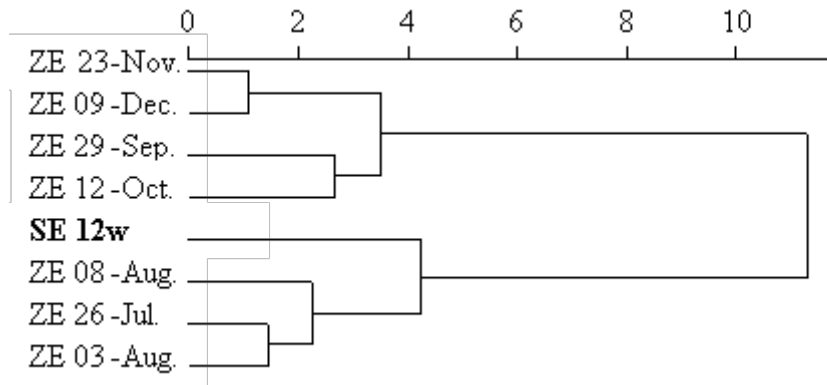 0 2 4 6 8 10
ZE 23-Nov.
ZE 09-Dec.
ZE 29-Sep.
ZE 12-Oct.
SE 12w
ZE 08-Aug.
ZE 26-Jul.
ZE 03-Aug.